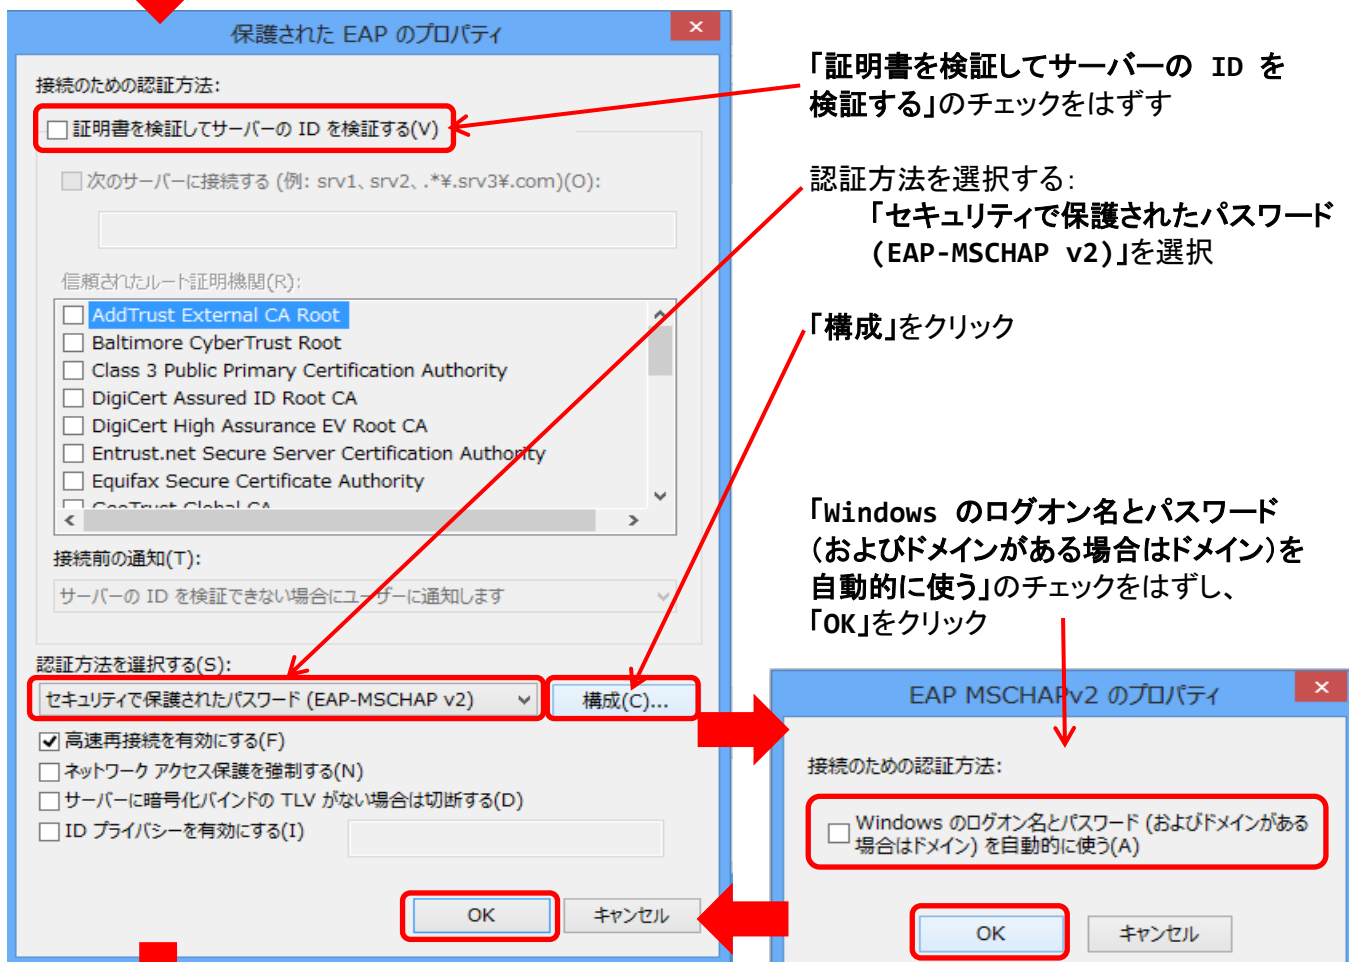 保護された EAP のプロパティ
接続のための認証方法:
証明書を検証してサーバーの ID を検証する(V)
次のサーバーに接続する (例: srv1、srv2、.*¥.srv3¥.com)(O):
信頼されたルート証明機関(R):
AddTrust External CA Root
Baltimore CyberTrust Root
Class 3 Public Primary Certification Authority
DigiCert Assured ID Root CA
DigiCert High Assurance EV Root CA
Entrust.net Secure Server Certification Authority
Equifax Secure Certificate Authority
GeoTrust Global CA
接続前の通知(T):
サーバーの ID を検証できない場合にユーザーに通知します
認証方法を選択する(S):
セキュリティで保護されたパスワード (EAP-MSCHAP v2)
構成(C)...
高速再接続を有効にする(F)
ネットワーク アクセス保護を強制する(N)
サーバーに暗号化バインドの TLV がない場合は切断する(D)
ID プライバシーを有効にする(I)
OK
キャンセル
「証明書を検証してサーバーの ID を
検証する」のチェックをはずす
認証方法を選択する:
「セキュリティで保護されたパスワード
(EAP-MSCHAP v2)」を選択
「構成」をクリック
「Windows のログオン名とパスワード
(およびドメインがある場合はドメイン)を
自動的に使う」のチェックをはずし、
「OK」をクリック
EAP MSCHAPv2 のプロパティ
接続のための認証方法:
Windows のログオン名とパスワード (およびドメインがある
場合はドメイン) を自動的に使う(A)
OK
キャンセル